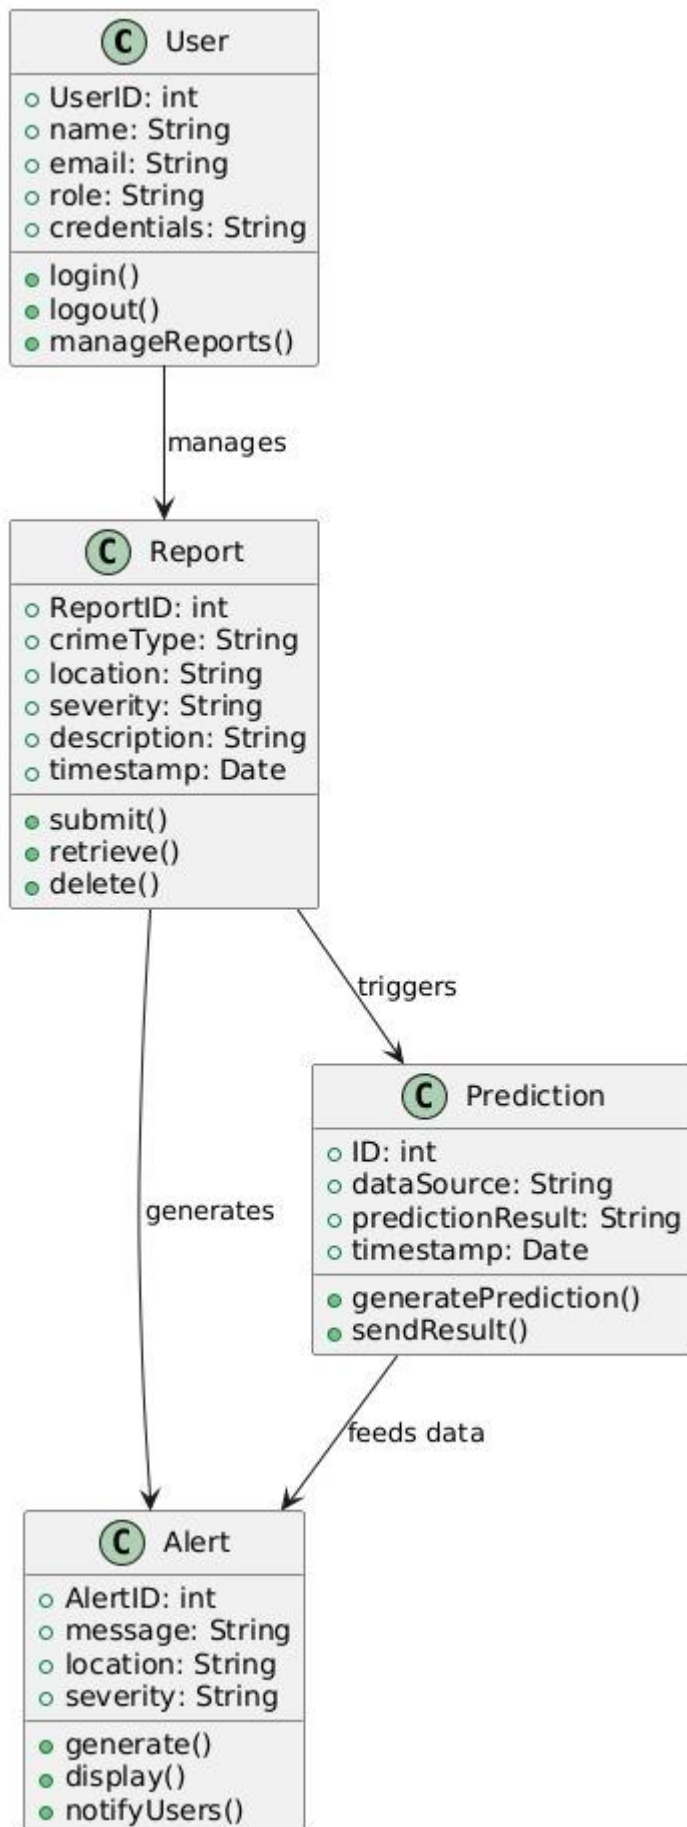 C User
UserID: int
name: String
email: String
role: String
credentials: String
login()
logout()
manageReports()
manages
C Report
ReportID: int
crimeType: String
location: String
severity: String
description: String
timestamp: Date
submit()
retrieve()
delete()
triggers
C Prediction
ID: int
dataSource: String
predictionResult: String
timestamp: Date
generatePrediction()
sendResult()
generates
feeds data
C Alert
AlertID: int
message: String
location: String
severity: String
generate()
display()
notifyUsers()